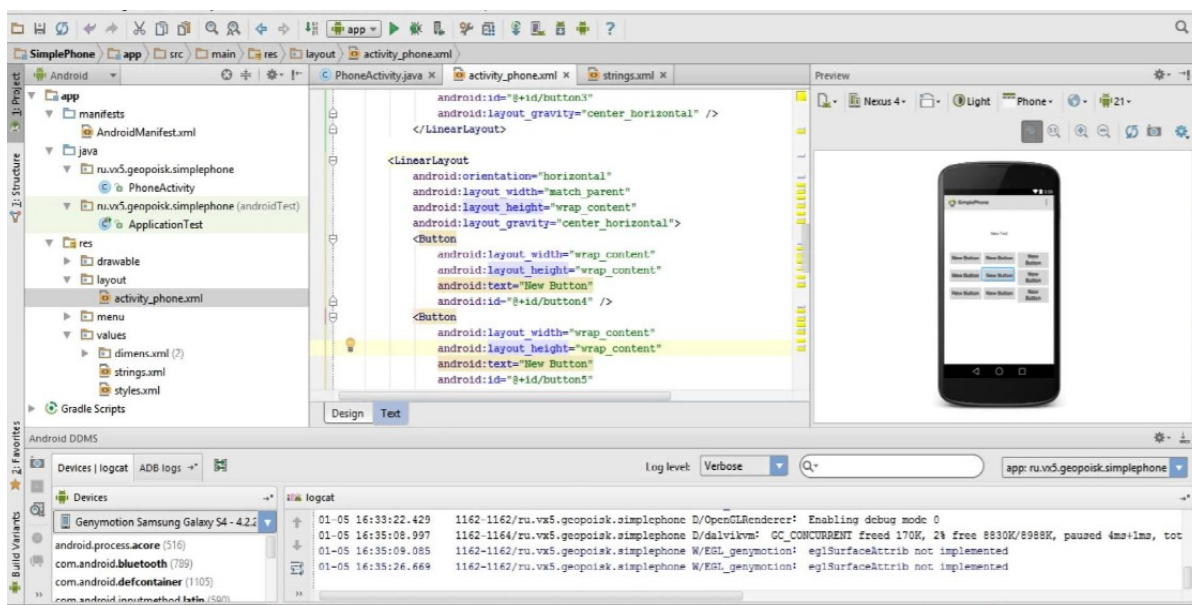 app
?
SimplePhone app src main res layout activity_phone.xml
1: Project
Android
PhoneActivity.java
activity_phone.xml
strings.xml
Preview
app
manifests
AndroidManifest.xml
java
ru.vx5.geopoisk.simplephone
PhoneActivity
ru.vx5.geopoisk.simplephone (androidTest)
ApplicationTest
res
drawable
layout
activity_phone.xml
menu
values
dimens.xml (2)
strings.xml
styles.xml
Gradle Scripts
7: Structure
android:id="@+id/button3"
android:layout_gravity="center_horizontal" />
</LinearLayout>
<LinearLayout
android:orientation="horizontal"
android:layout_width="match_parent"
android:layout_height="wrap_content"
android:layout_gravity="center_horizontal">
<Button
android:layout_width="wrap_content"
android:layout_height="wrap_content"
android:text="New Button"
android:id="@+id/button4" />
<Button
android:layout_width="wrap_content"
android:layout_height="wrap_content"
android:text="New Button"
android:id="@+id/button5"
Design Text
Nexus 4 Light Phone 21
SimplePhone
New Text
New Button New Button New Button
New Button New Button New Button
New Button New Button New Button
2: Favorites
Build Variants
Android DDMS
Devices | logcat ADB logs
Log level: Verbose
app: ru.vx5.geopoisk.simplephone
Devices
logcat
Genymotion Samsung Galaxy S4 - 4.2.2
android.process.acore (516)
com.android.bluetooth (789)
com.android.defcontainer (1105)
com.android.inputmethod.latin (590)
01-05 16:33:22.429 1162-1162/ru.vx5.geopoisk.simplephone D/OpenGLRenderer: Enabling debug mode 0
01-05 16:35:08.997 1162-1164/ru.vx5.geopoisk.simplephone D/dalvikvm: GC_CONCURRENT freed 170K, 2% free 8830K/8988K, paused 4ms+1ms, tot
01-05 16:35:09.085 1162-1162/ru.vx5.geopoisk.simplephone W/EGL_genymotion: eglSurfaceAttrib not implemented
01-05 16:35:26.669 1162-1162/ru.vx5.geopoisk.simplephone W/EGL_genymotion: eglSurfaceAttrib not implemented